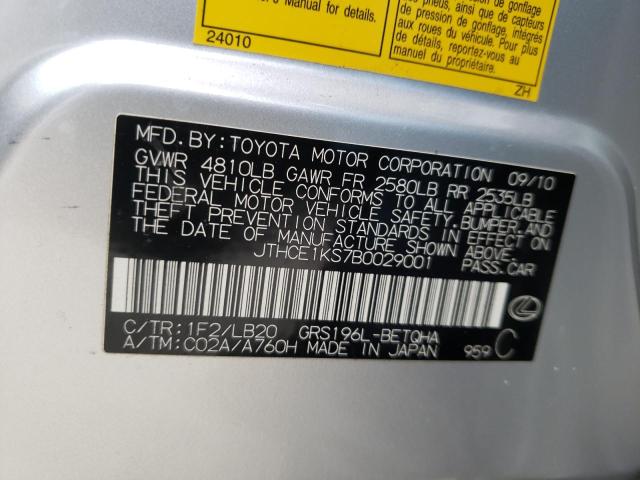 's Manual for details.
24010
des pneus, ainsi que de capteurs
de pression de gonflage, intégrés
aux roues du véhicule. Pour plus
de détails, reportez-vous au
manuel du propriétaire.
ZH
MFD. BY: TOYOTA MOTOR CORPORATION 09/10
GVWR 4810LB GAWR FR 2580LB RR 2535LB
THIS VEHICLE CONFORMS TO ALL APPLICABLE
FEDERAL MOTOR VEHICLE SAFETY, BUMPER, AND
THEFT PREVENTION STANDARDS IN EFFECT ON
THE DATE OF MANUFACTURE SHOWN ABOVE.
JTHCE1KS7B0029001 PASS. CAR
C/TR: 1F2/LB20 GRS196L-BETQHA
A/TM: C02A/A760H MADE IN JAPAN 959 C